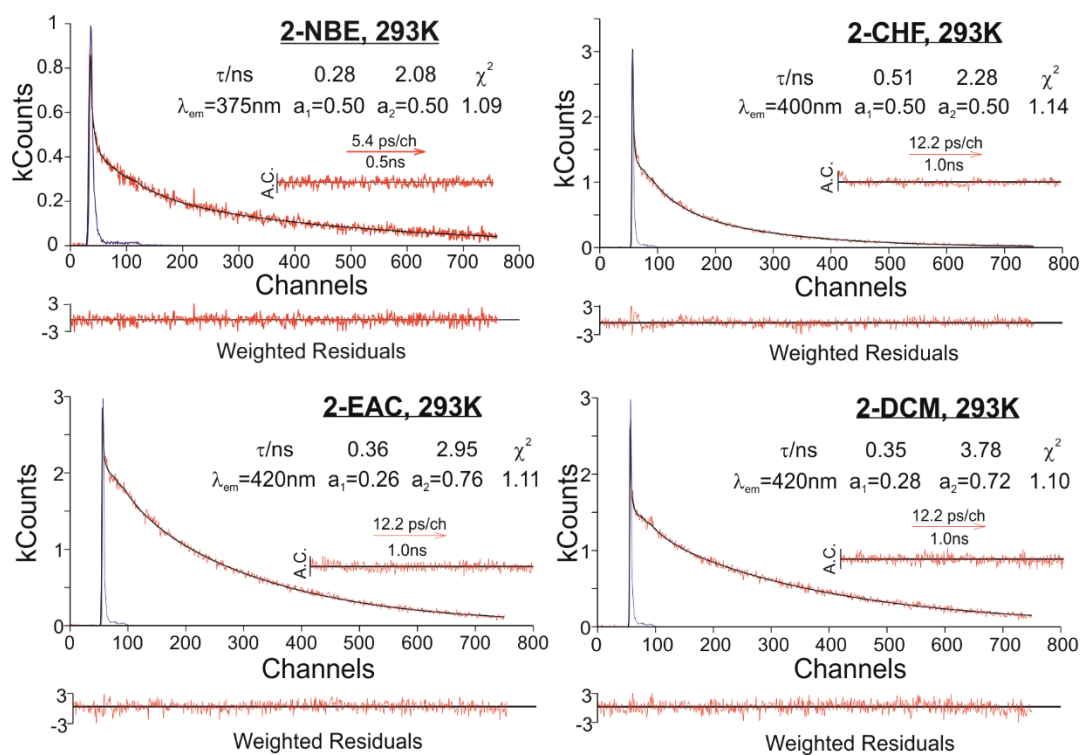 2-NBE, 293K
τ/ns 0.28 2.08 χ²
λem=375nm a₁=0.50 a₂=0.50 1.09
5.4 ps/ch
0.5ns
A.C.
kCounts
1
0.8
0.6
0.4
0.2
0
0 100 200 300 400 500 600 700 800
Channels
3
-3
Weighted Residuals
2-CHF, 293K
τ/ns 0.51 2.28 χ²
λem=400nm a₁=0.50 a₂=0.50 1.14
12.2 ps/ch
1.0ns
A.C.
kCounts
3
2
1
0
0 100 200 300 400 500 600 700 800
Channels
3
-3
Weighted Residuals
2-EAC, 293K
τ/ns 0.36 2.95 χ²
λem=420nm a₁=0.26 a₂=0.76 1.11
12.2 ps/ch
1.0ns
A.C.
kCounts
3
2
1
0
0 100 200 300 400 500 600 700 800
Channels
3
-3
Weighted Residuals
2-DCM, 293K
τ/ns 0.35 3.78 χ²
λem=420nm a₁=0.28 a₂=0.72 1.10
12.2 ps/ch
1.0ns
A.C.
kCounts
3
2
1
0
0 100 200 300 400 500 600 700 800
Channels
3
-3
Weighted Residuals